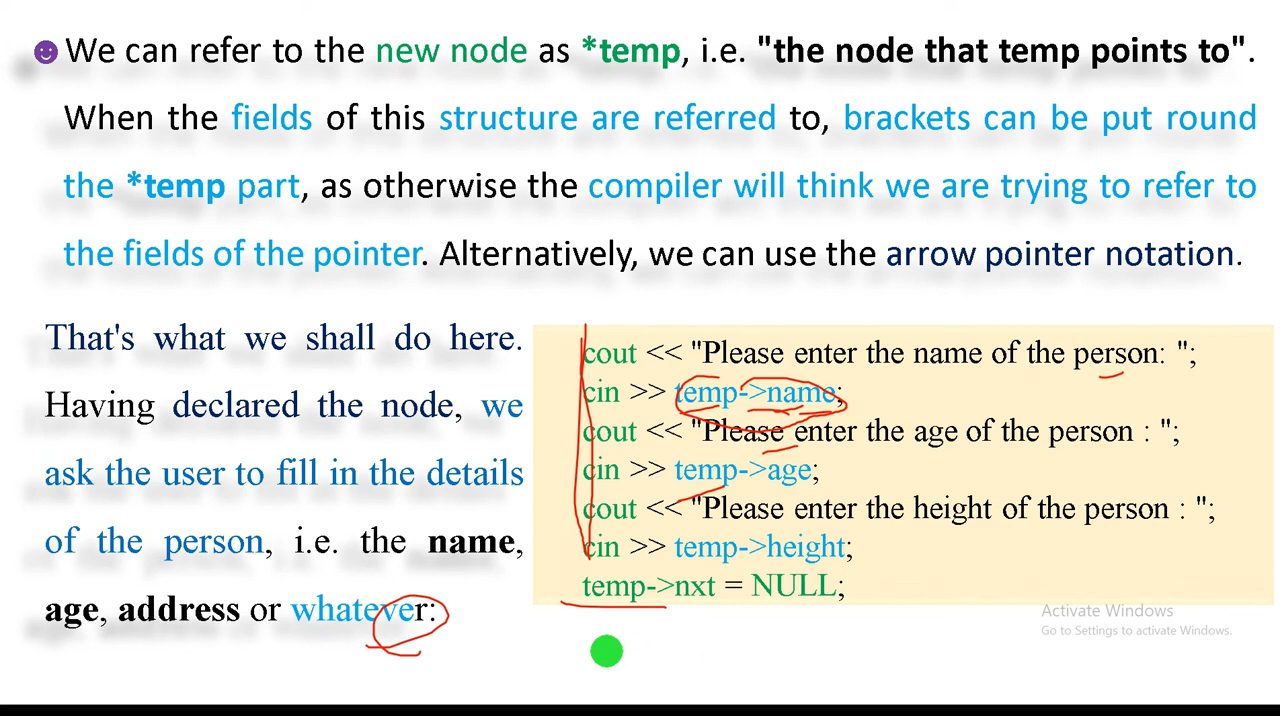 We can refer to the new node as *temp, i.e. "the node that temp points to".
When the fields of this structure are referred to, brackets can be put round
the *temp part, as otherwise the compiler will think we are trying to refer to
the fields of the pointer. Alternatively, we can use the arrow pointer notation.
That's what we shall do here.
Having declared the node, we
ask the user to fill in the details
of the person, i.e. the name,
age, address or whatever:
cout << "Please enter the name of the person: ";
cin >> temp->name;
cout << "Please enter the age of the person : ";
cin >> temp->age;
cout << "Please enter the height of the person : ";
cin >> temp->height;
temp->nxt = NULL;
Activate Windows
Go to Settings to activate Windows.